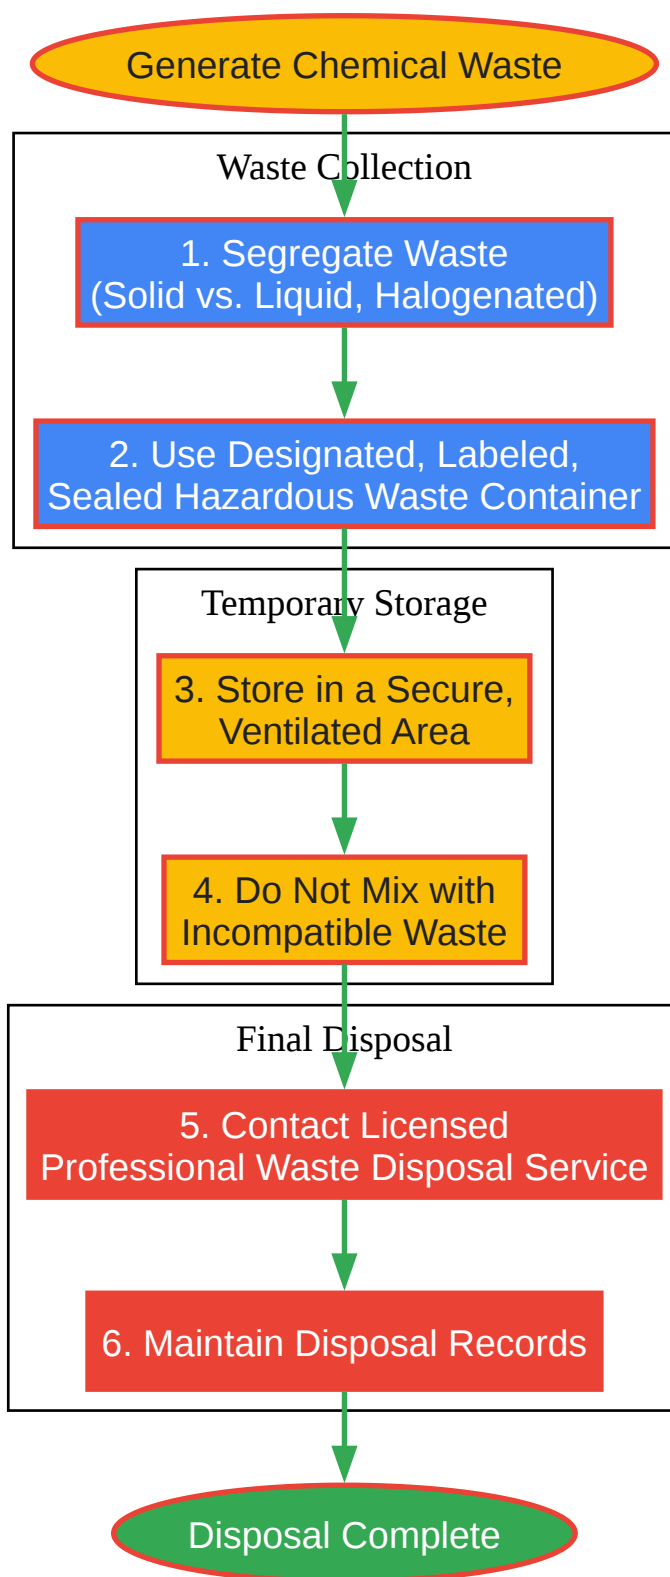 Generate Chemical Waste
Waste Collection
1. Segregate Waste
(Solid vs. Liquid, Halogenated)
2. Use Designated, Labeled,
Sealed Hazardous Waste Container
Temporary Storage
3. Store in a Secure,
Ventilated Area
4. Do Not Mix with
Incompatible Waste
Final Disposal
5. Contact Licensed
Professional Waste Disposal Service
6. Maintain Disposal Records
Disposal Complete